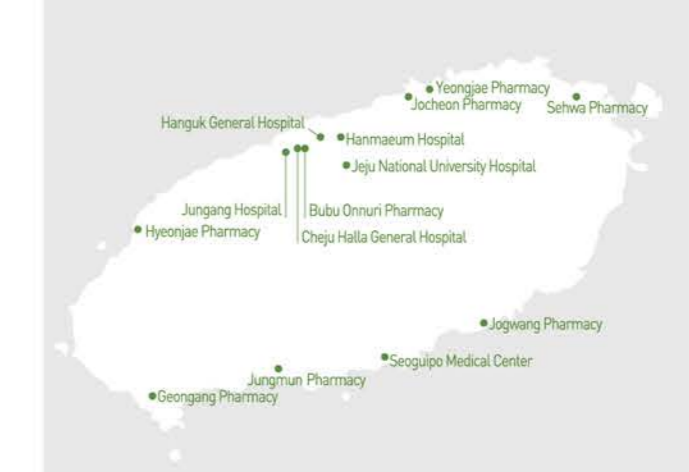 Yeongjae Pharmacy
Jocheon Pharmacy
Sehwa Pharmacy
Hanguk General Hospital
Hanmaeum Hospital
Jeju National University Hospital
Jungang Hospital
Bubu Onnuri Pharmacy
Hyeonjae Pharmacy
Cheju Halla General Hospital
Jogwang Pharmacy
Seoguipo Medical Center
Jungmun Pharmacy
Geongang Pharmacy